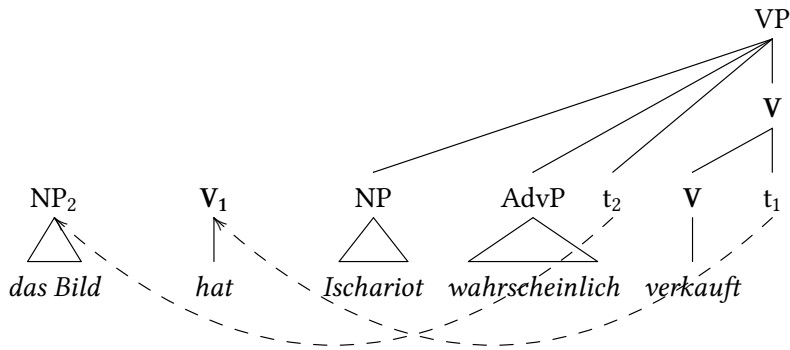 VP
V
NP₂ V₁ NP AdvP t₂ V t₁
das Bild hat Ischariot wahrscheinlich verkauft